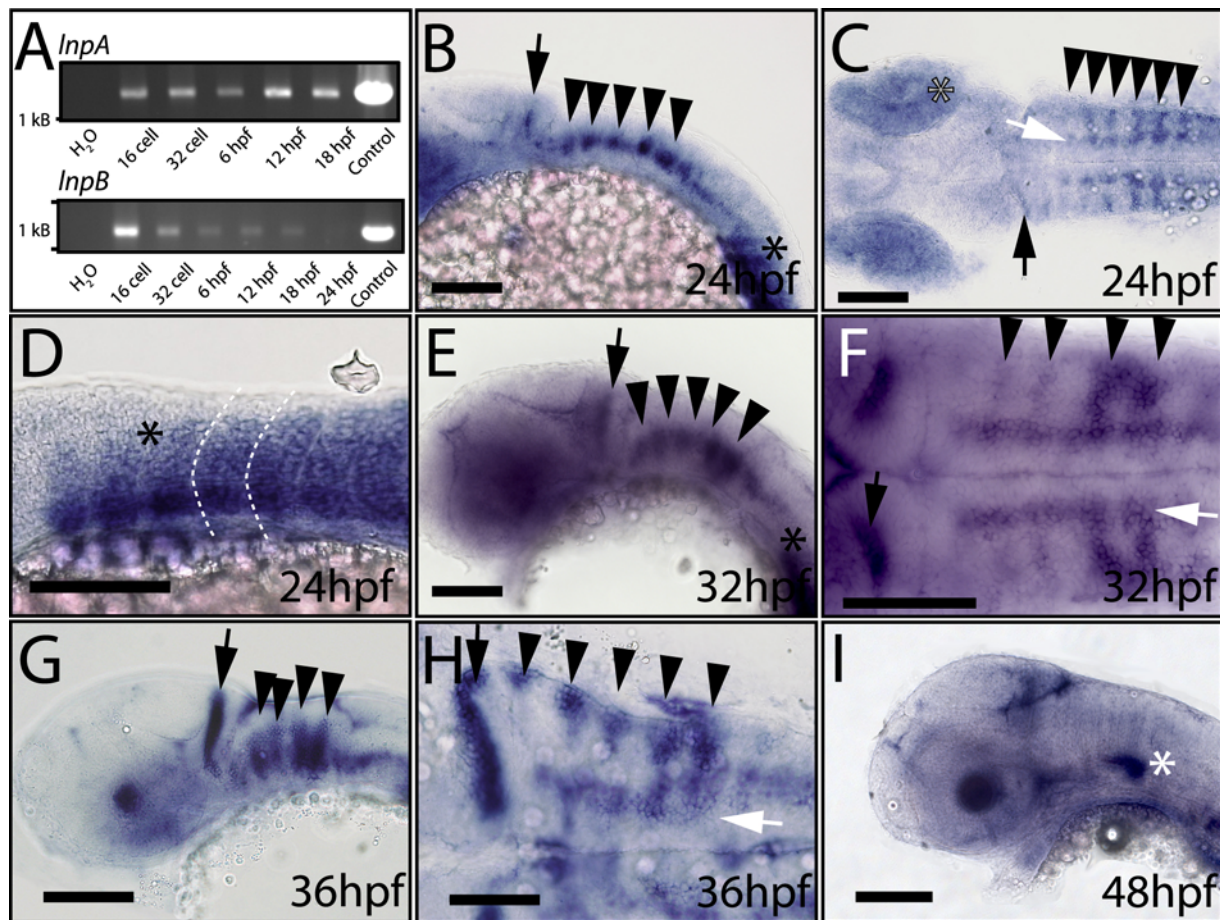 A
lnpA
1 kB
H₂O
16 cell
32 cell
6 hpf
12 hpf
18 hpf
Control
lnpB
1 kB
H₂O
16 cell
32 cell
6 hpf
12 hpf
18 hpf
24 hpf
Control
B
*
24hpf
C
*
24hpf
D
*
24hpf
E
*
32hpf
F
32hpf
G
36hpf
H
36hpf
I
*
48hpf